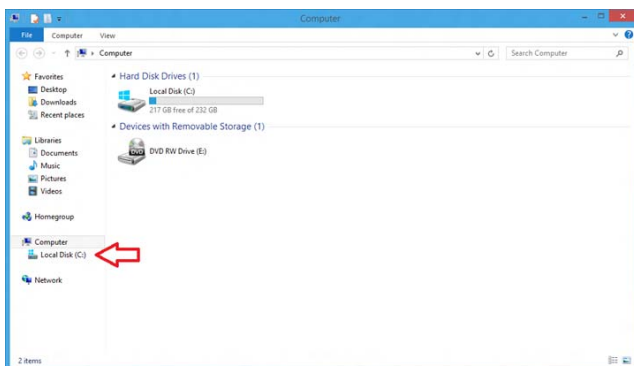 Computer
File Computer View
Computer
Search Computer
Favorites
Desktop
Downloads
Recent places
Libraries
Documents
Music
Pictures
Videos
Homegroup
Computer
Local Disk (C:)
Network
Hard Disk Drives (1)
Local Disk (C:)
217 GB free of 232 GB
Devices with Removable Storage (1)
DVD
DVD RW Drive (E:)
2 items